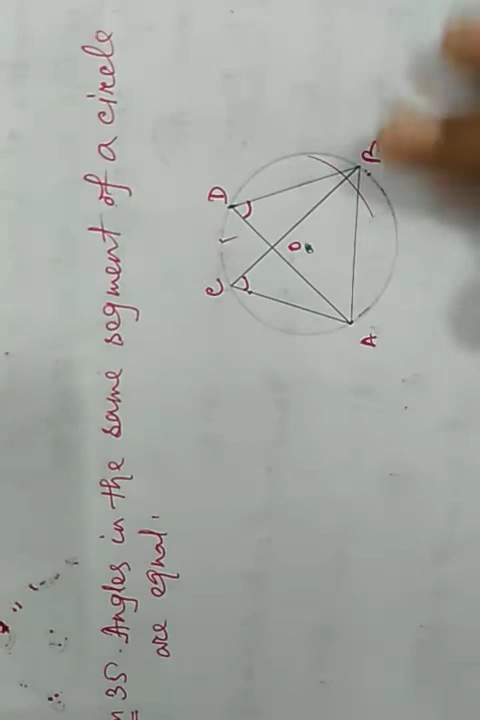 35. Angles in the same segment of a circle
are equal.
D
C
O
B
A